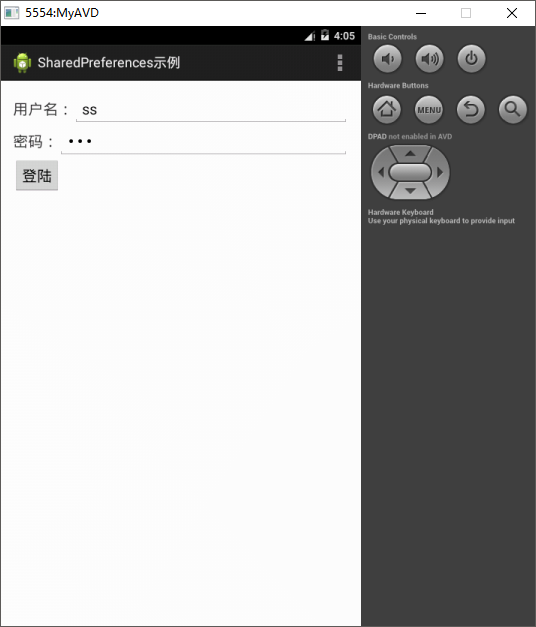 5554:MyAVD
4:05
SharedPreferences示例
用户名： ss
密码： •••
登陆
Basic Controls
Hardware Buttons
MENU
DPAD not enabled in AVD
Hardware Keyboard
Use your physical keyboard to provide input